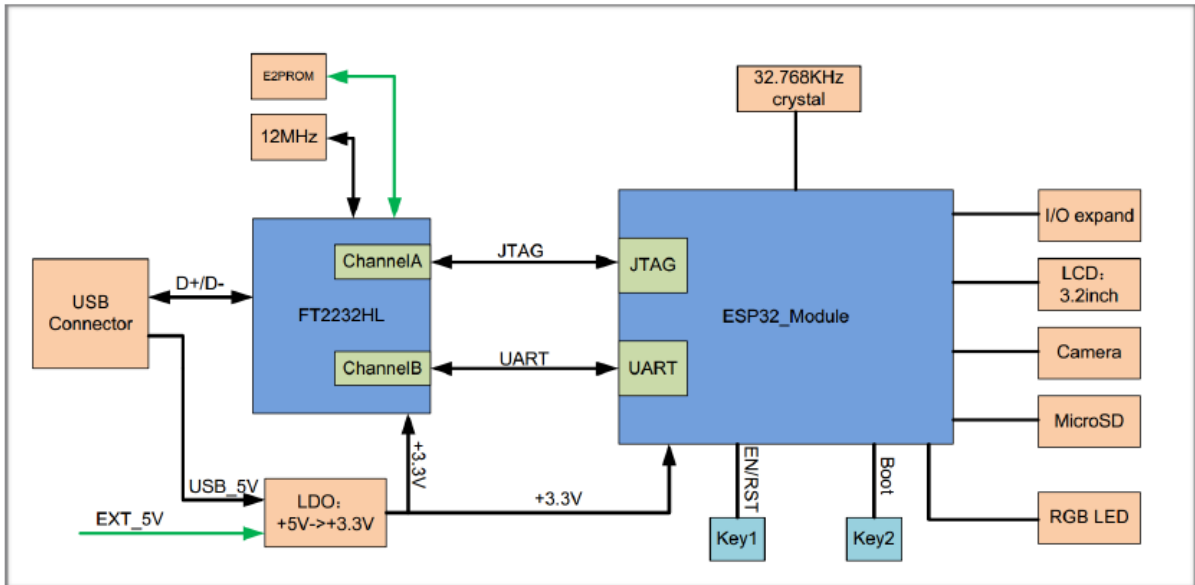 E2PROM
12MHz
32.768KHz
crystal
USB
Connector
D+/D-
FT2232HL
ChannelA
ChannelB
JTAG
UART
JTAG
UART
ESP32_Module
I/O expand
LCD：
3.2inch
Camera
MicroSD
RGB LED
USB_5V
EXT_5V
LDO：
+5V->+3.3V
+3.3V
+3.3V
EN/RST
Boot
Key1
Key2